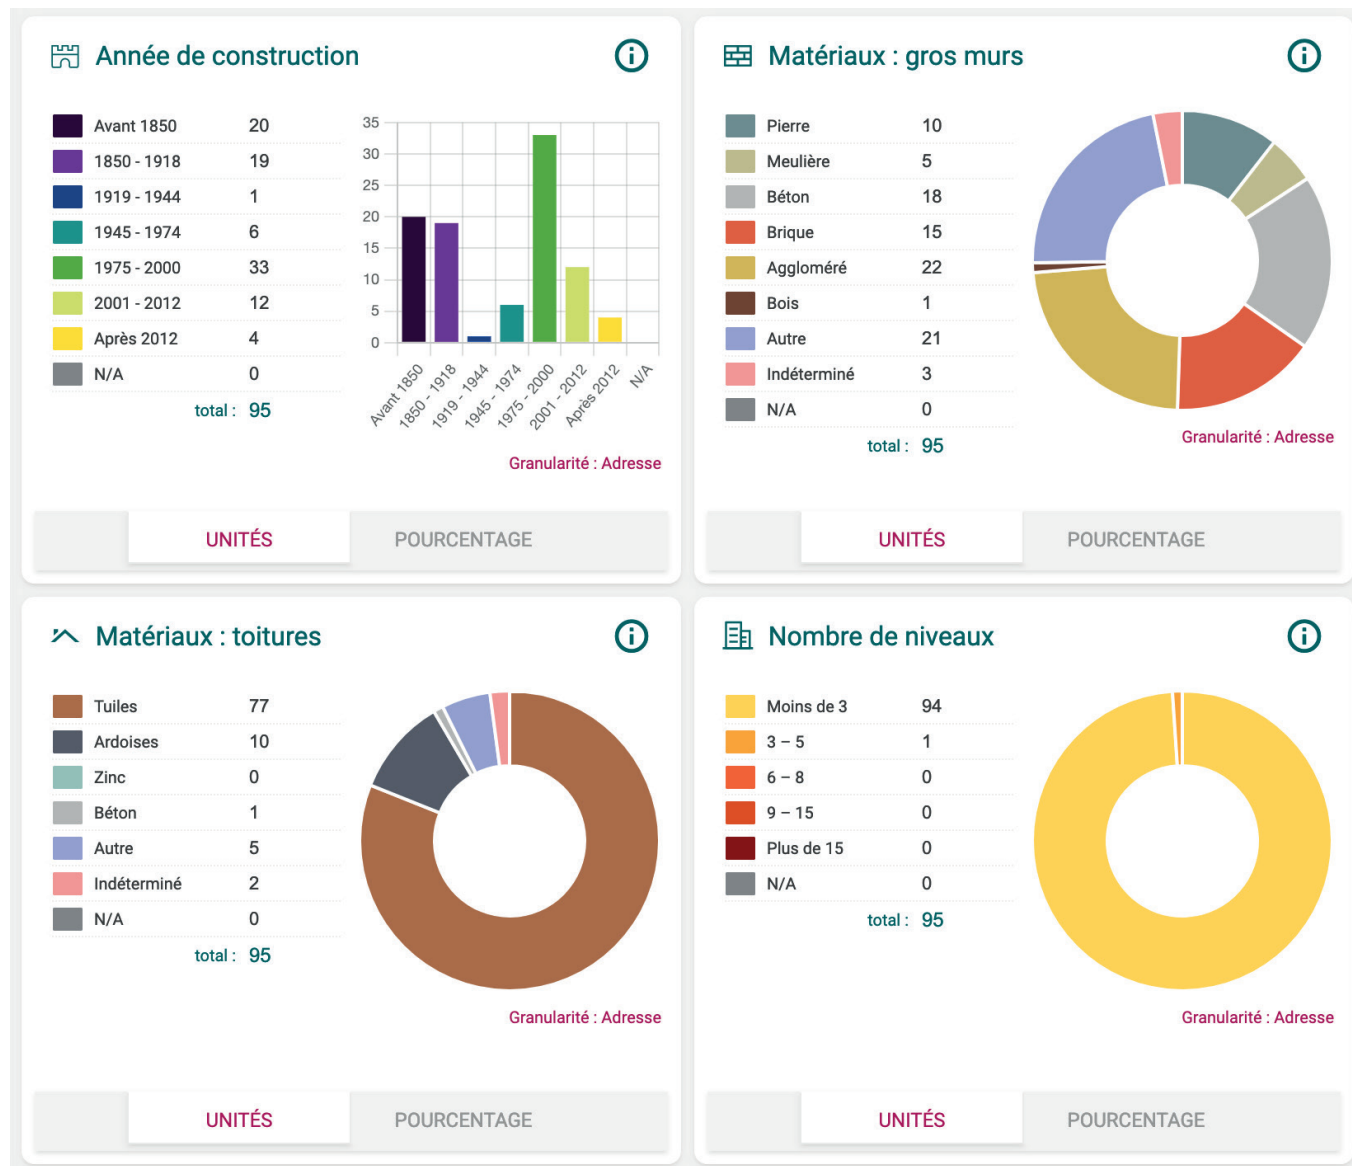 Année de construction
Avant 1850 20
1850 - 1918 19
1919 - 1944 1
1945 - 1974 6
1975 - 2000 33
2001 - 2012 12
Après 2012 4
N/A 0
total : 95
35
30
25
20
15
10
5
0
Avant 1850
1850 - 1918
1919 - 1944
1945 - 1974
1975 - 2000
2001 - 2012
Après 2012
N/A
Granularité : Adresse
UNITÉS POURCENTAGE
Matériaux : gros murs
Pierre 10
Meulière 5
Béton 18
Brique 15
Aggloméré 22
Bois 1
Autre 21
Indéterminé 3
N/A 0
total : 95
Granularité : Adresse
UNITÉS POURCENTAGE
Matériaux : toitures
Tuiles 77
Ardoises 10
Zinc 0
Béton 1
Autre 5
Indéterminé 2
N/A 0
total : 95
Granularité : Adresse
UNITÉS POURCENTAGE
Nombre de niveaux
Moins de 3 94
3 – 5 1
6 – 8 0
9 – 15 0
Plus de 15 0
N/A 0
total : 95
Granularité : Adresse
UNITÉS POURCENTAGE